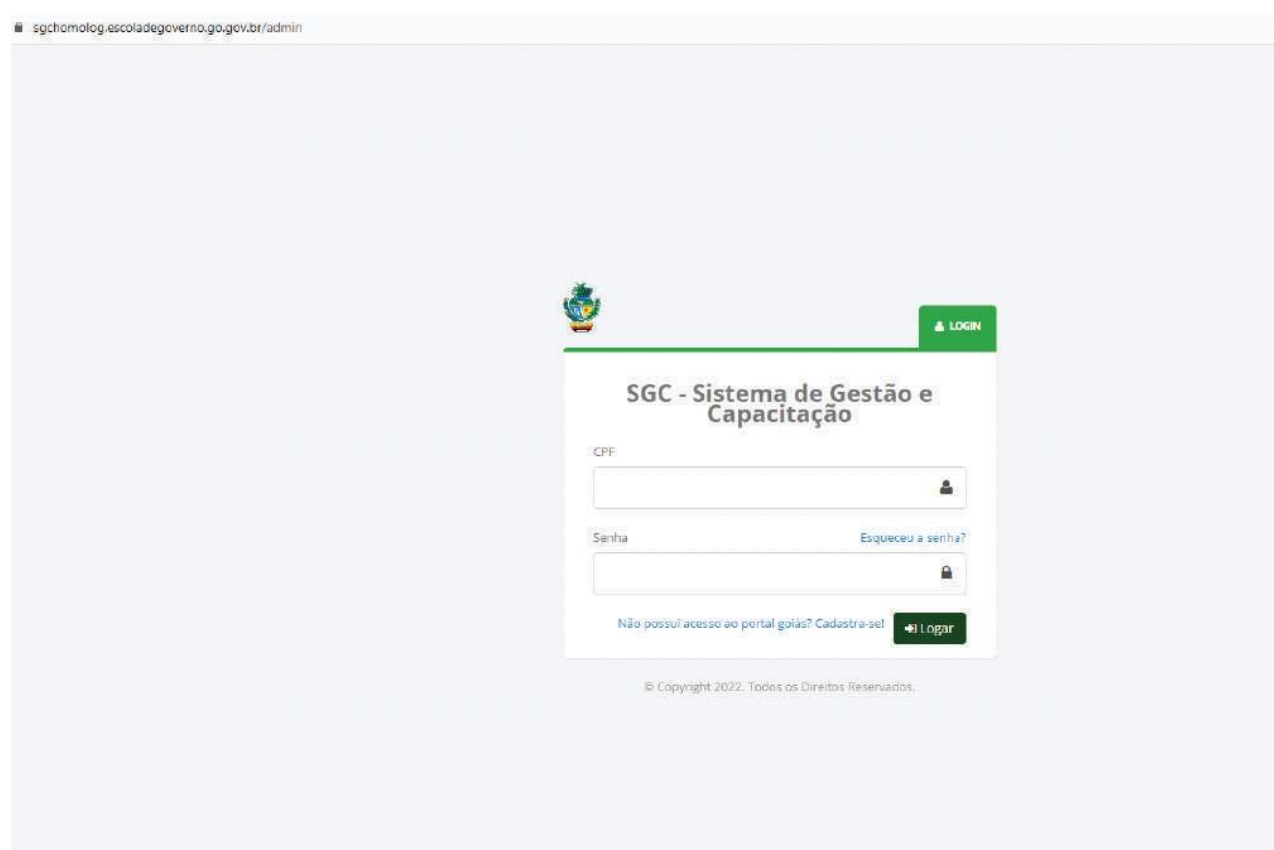 sgchomolog.escoladegoverno.go.gov.br/admin
LOGIN
SGC - Sistema de Gestão e
Capacitação
CPF
Senha
Esqueceu a senha?
Não possui acesso ao portal goiás? Cadastra-se!
Logar
© Copyright 2022. Todos os Direitos Reservados.